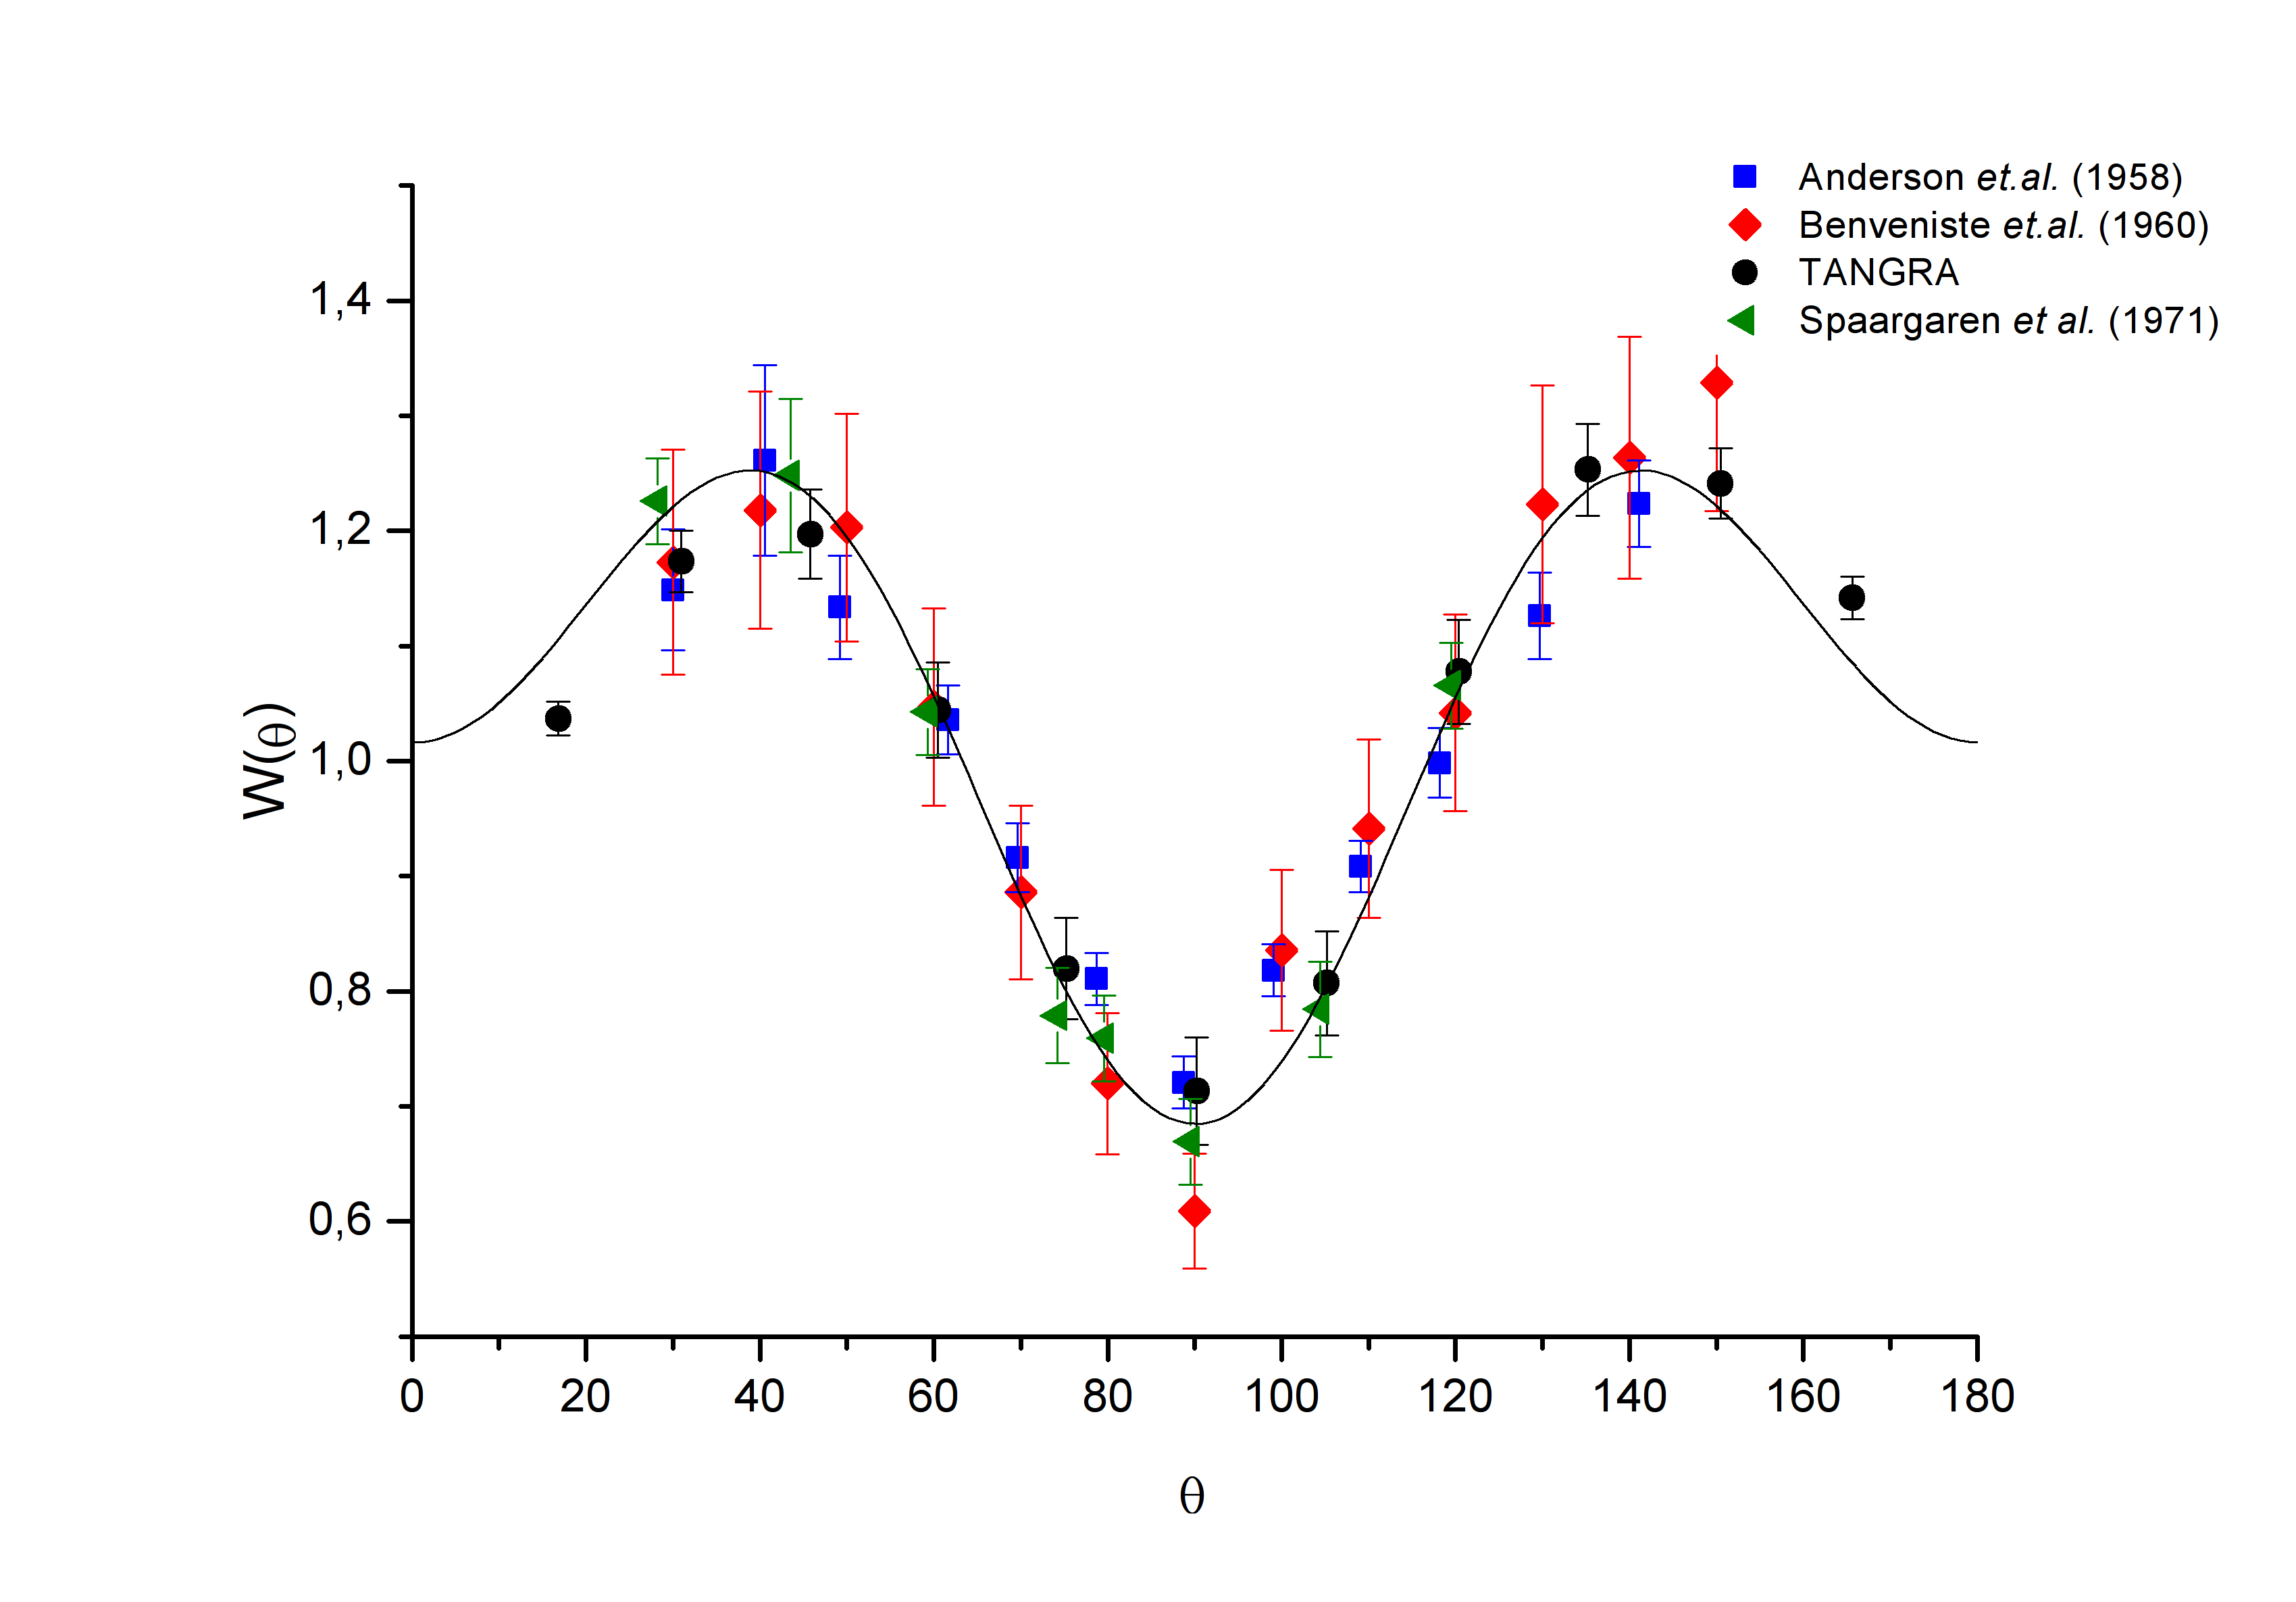 Anderson et.al. (1958)
Benveniste et.al. (1960)
TANGRA
Spaargaren et al. (1971)
1,4
1,2
1,0
0,8
0,6
W(θ)
0 20 40 60 80 100 120 140 160 180
θ